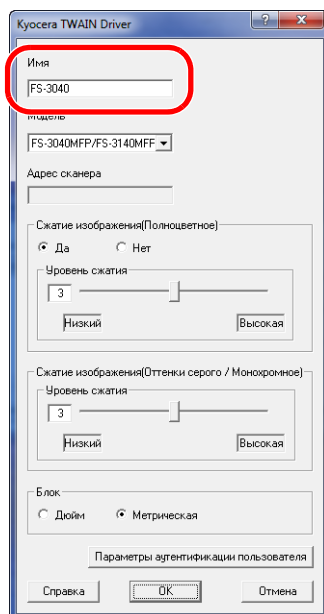 Kyocera TWAIN Driver
Имя
FS-3040
Модель
FS-3040MFP/FS-3140MFF
Адрес сканера
Сжатие изображения(Полноцветное)
Да Нет
Уровень сжатия
3
Низкий Высокая
Сжатие изображения(Оттенки серого / Монохромное)
Уровень сжатия
3
Низкий Высокая
Блок
Дюйм Метрическая
Параметры аутентификации пользователя
Справка OK Отмена